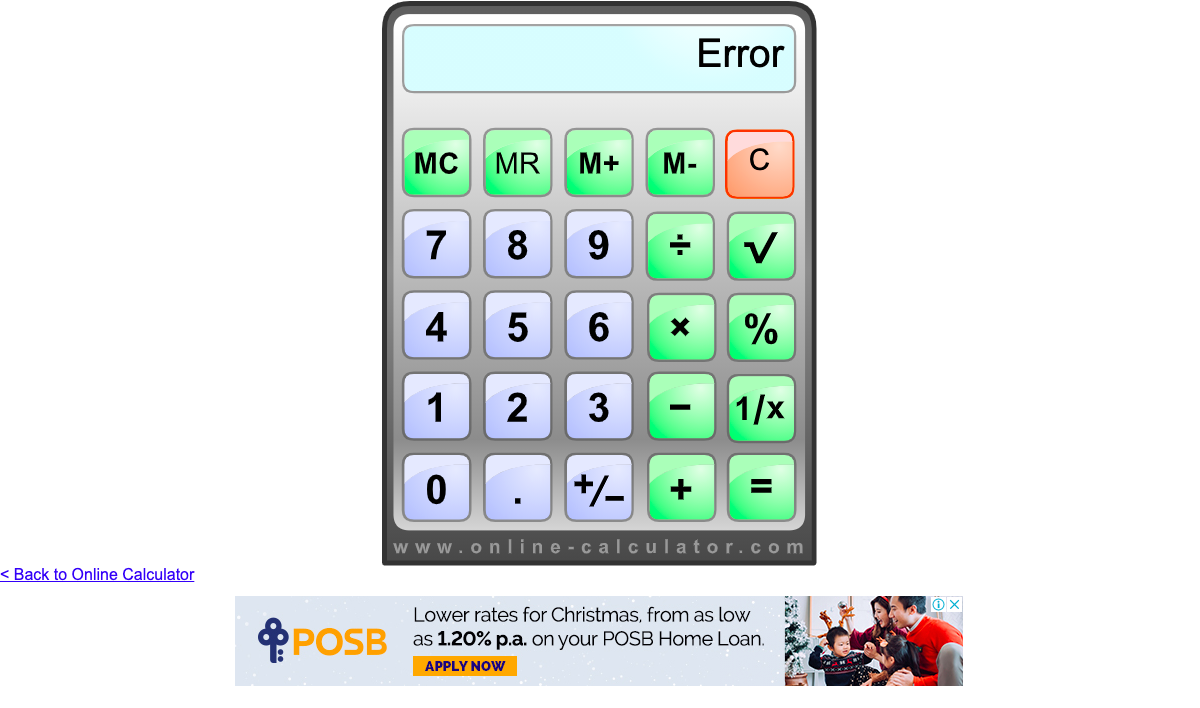 Error
MC MR M+ M- C
7 8 9 ÷ √
4 5 6 × %
1 2 3 − 1/x
0 . +/− + =
www.online-calculator.com
< Back to Online Calculator
POSB
Lower rates for Christmas, from as low
as 1.20% p.a. on your POSB Home Loan.
APPLY NOW